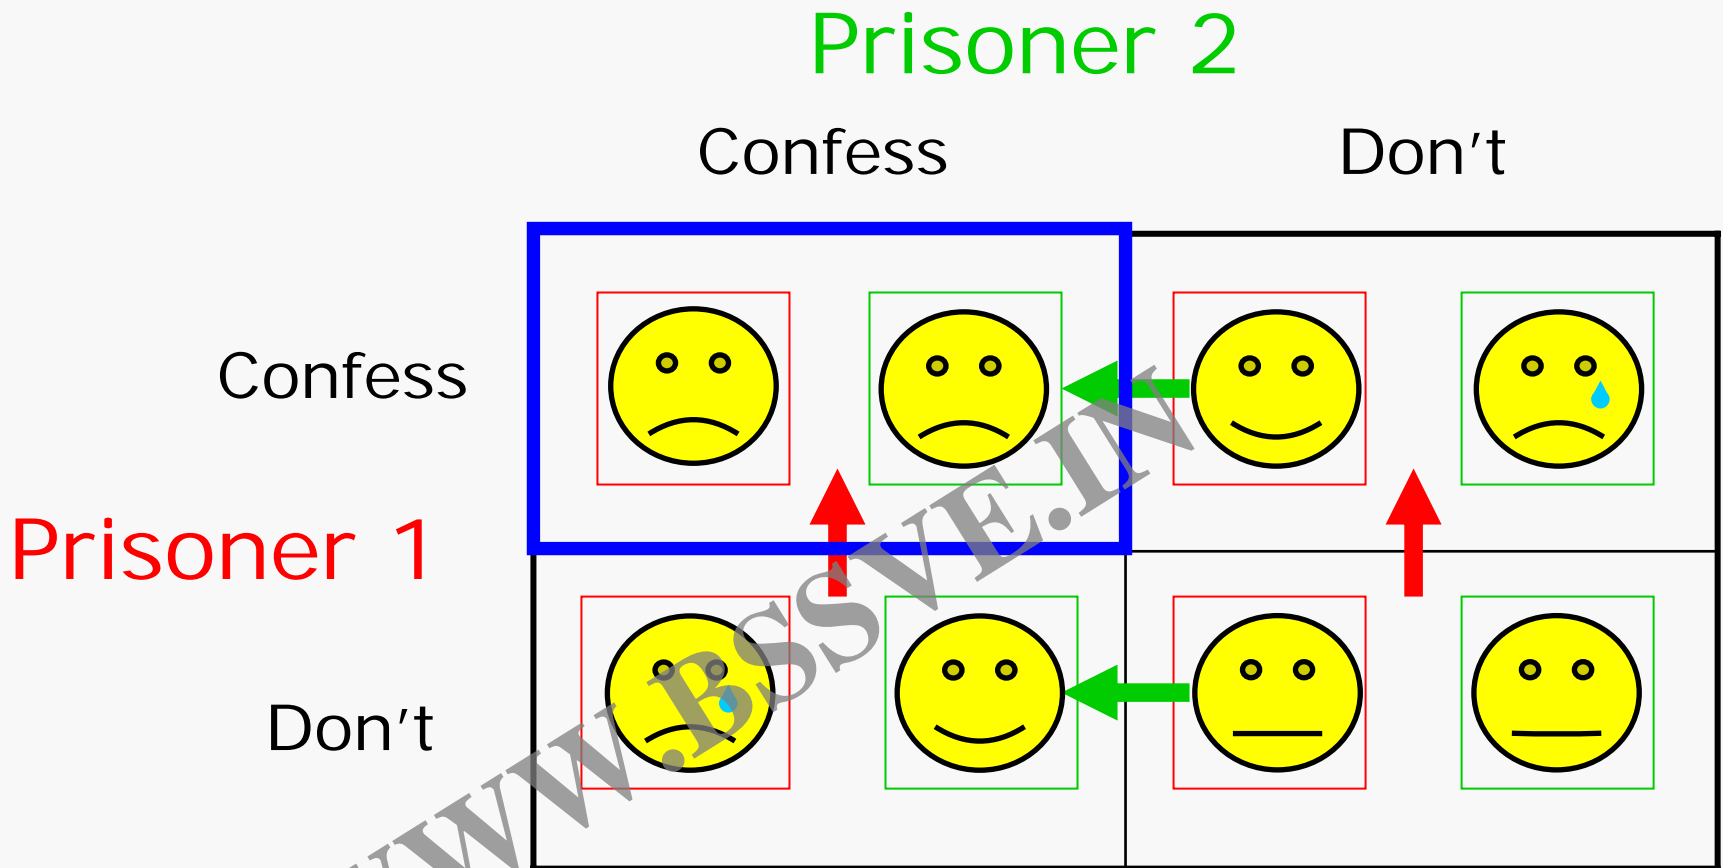 Prisoner 2
Confess
Don't
Confess
Prisoner 1
Don't
WWW.BSSVE.IN